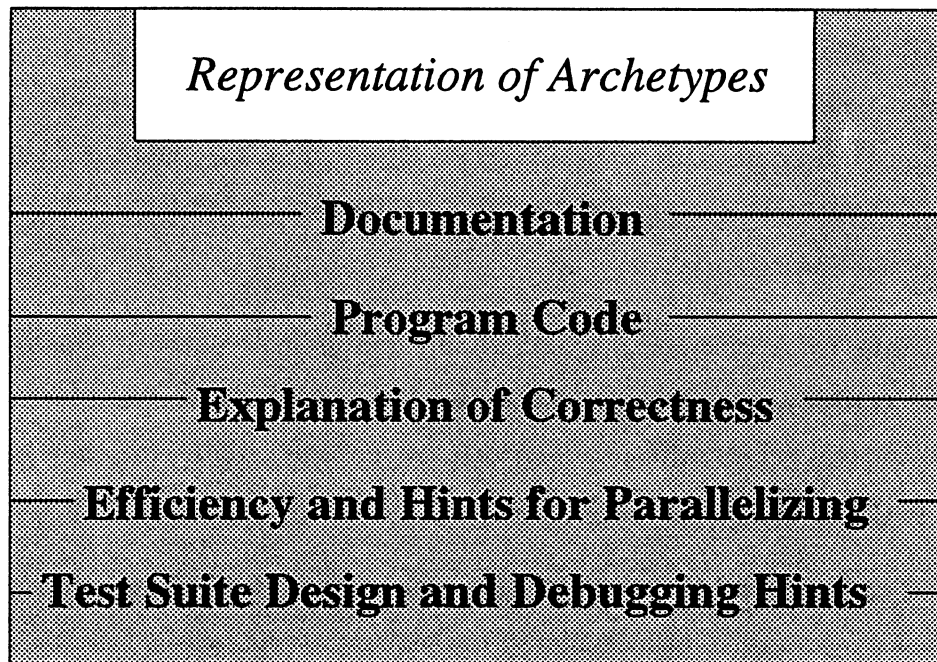 Representation of Archetypes
Documentation
Program Code
Explanation of Correctness
Efficiency and Hints for Parallelizing
Test Suite Design and Debugging Hints